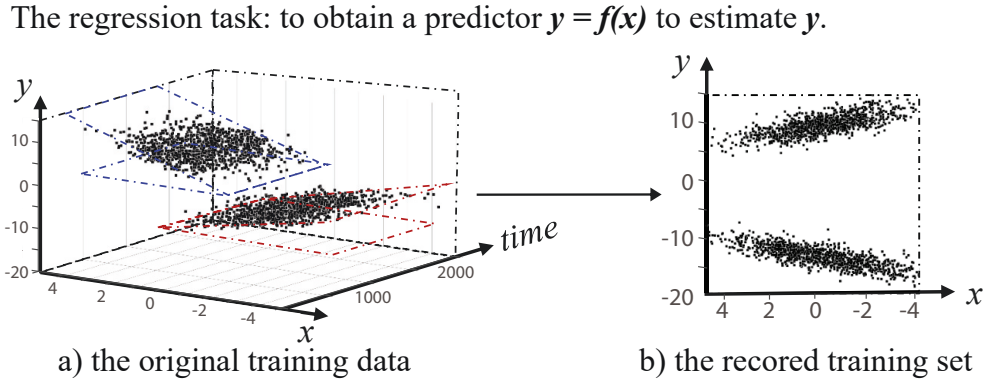 The regression task: to obtain a predictor y = f(x) to estimate y.
y
10
0
-10
-20
4
2
0
-2
-4
x
1000
2000
time
y
10
0
-10
-20
4
2
0
-2
-4
x
a) the original training data
b) the recored training set